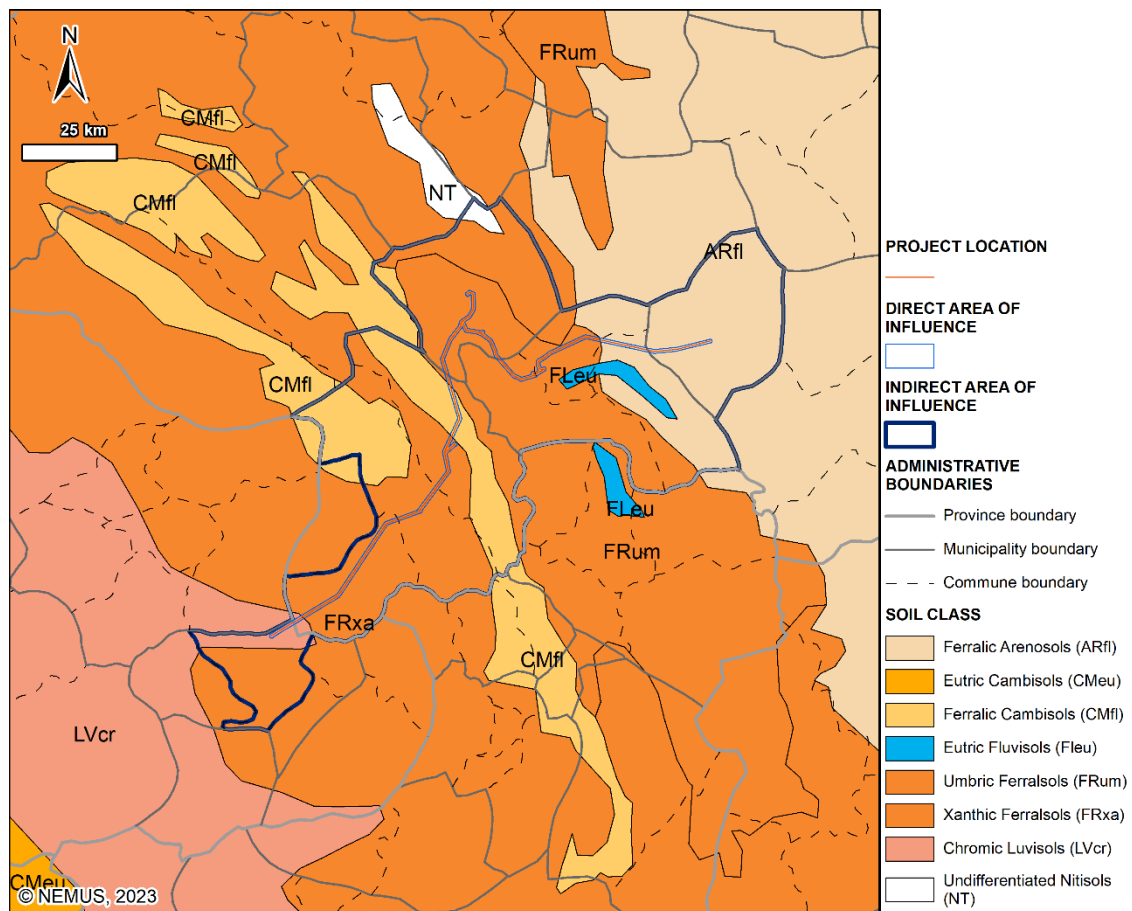 N
25 km
FRum
CMfl
CMfl
CMfl
NT
ARfl
FLeu
CMfl
FLeu
FRum
FRxa
CMfl
LVcr
CMeu
© NEMUS, 2023
PROJECT LOCATION
DIRECT AREA OF
INFLUENCE
INDIRECT AREA OF
INFLUENCE
ADMINISTRATIVE
BOUNDARIES
Province boundary
Municipality boundary
Commune boundary
SOIL CLASS
Ferralic Arenosols (ARfl)
Eutric Cambisols (CMeu)
Ferralic Cambisols (CMfl)
Eutric Fluvisols (Fleu)
Umbric Ferralsols (FRum)
Xanthic Ferralsols (FRxa)
Chromic Luvisols (LVcr)
Undifferentiated Nitisols
(NT)